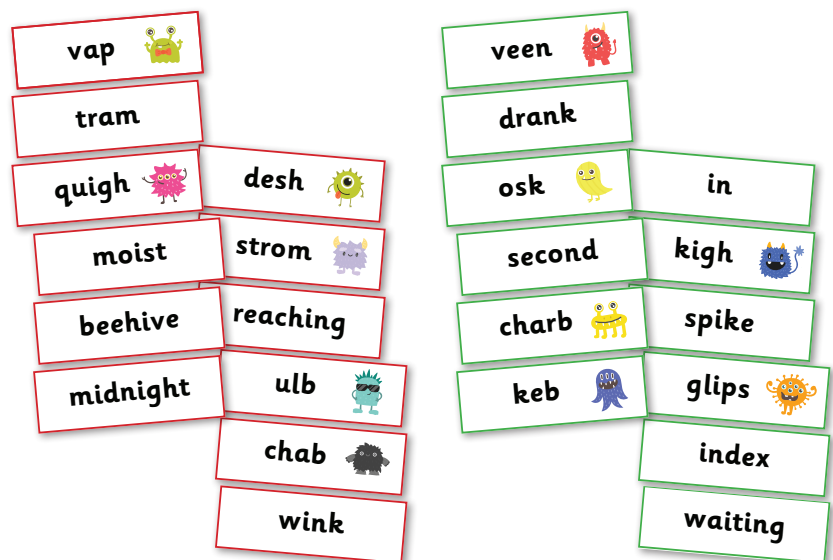 vap
tram
quigh
moist
beehive
midnight
desh
strom
reaching
ulb
chab
wink
veen
drank
osk
second
charb
keb
in
kigh
spike
glips
index
waiting